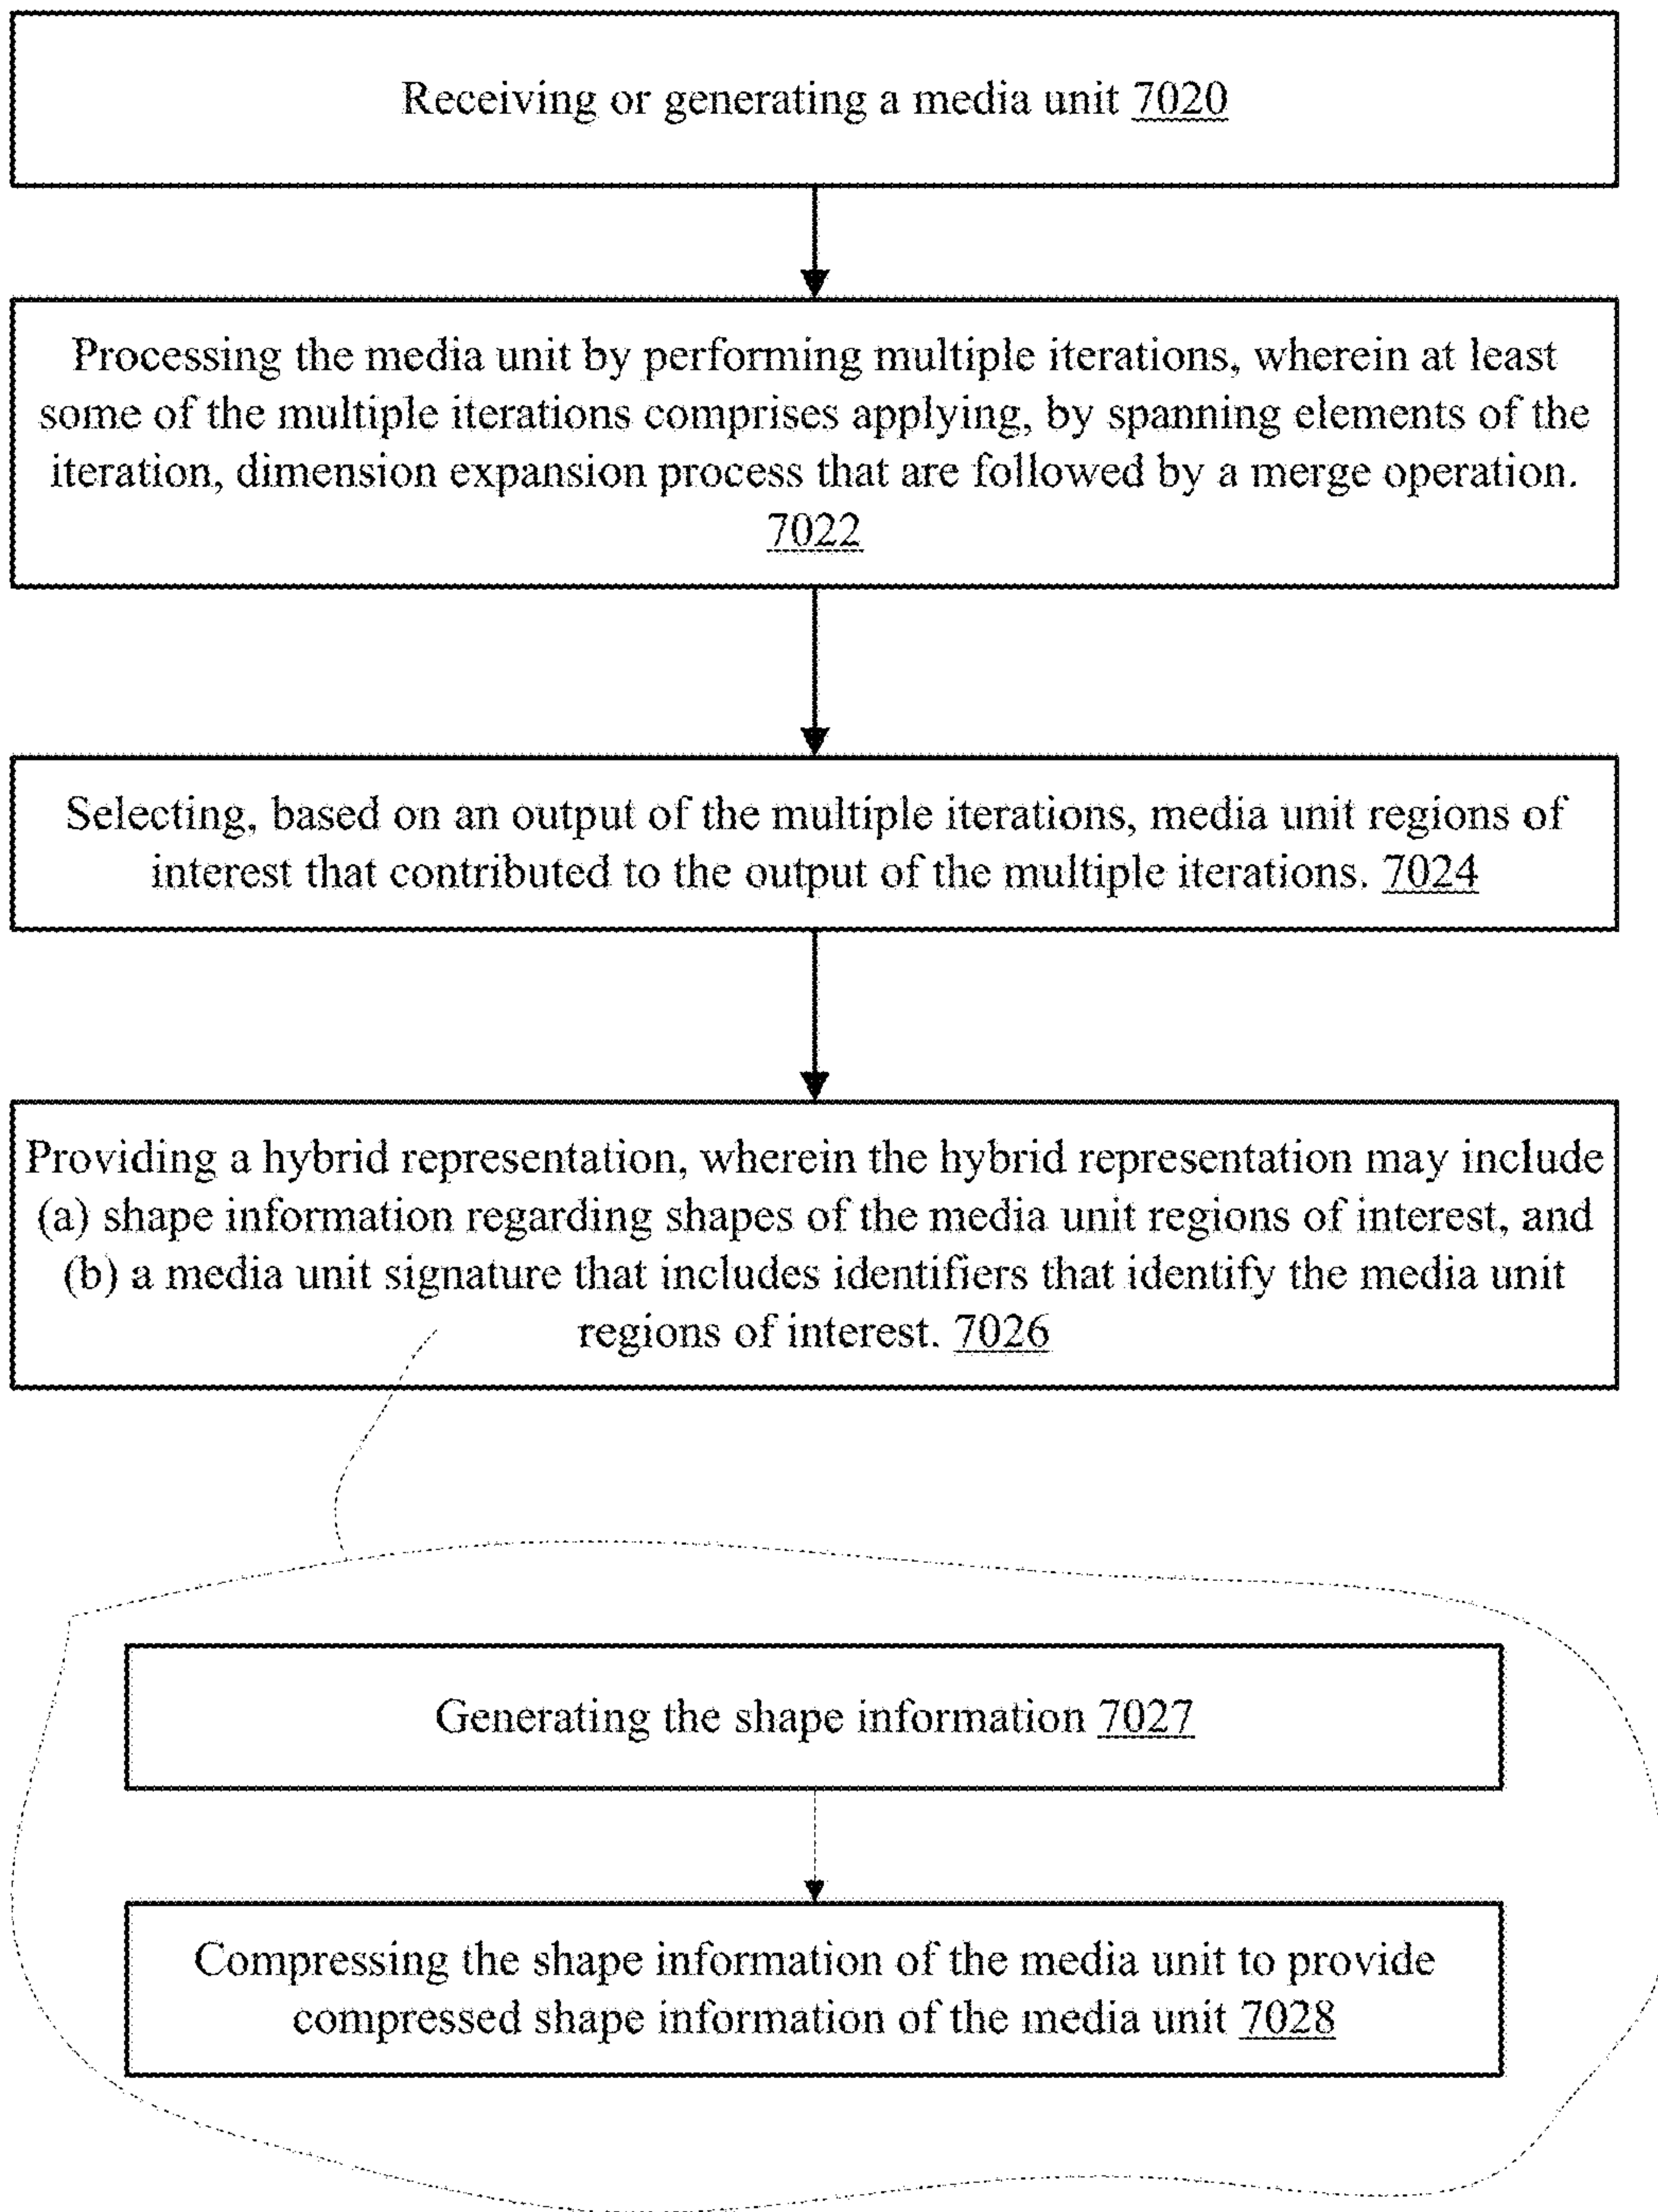 Receiving or generating a media unit 7020
Processing the media unit by performing multiple iterations, wherein at least
some of the multiple iterations comprises applying, by spanning elements of the
iteration, dimension expansion process that are followed by a merge operation.
7022
Selecting, based on an output of the multiple iterations, media unit regions of
interest that contributed to the output of the multiple iterations. 7024
Providing a hybrid representation, wherein the hybrid representation may include
(a) shape information regarding shapes of the media unit regions of interest, and
(b) a media unit signature that includes identifiers that identify the media unit
regions of interest. 7026
Generating the shape information 7027
Compressing the shape information of the media unit to provide
compressed shape information of the media unit 7028